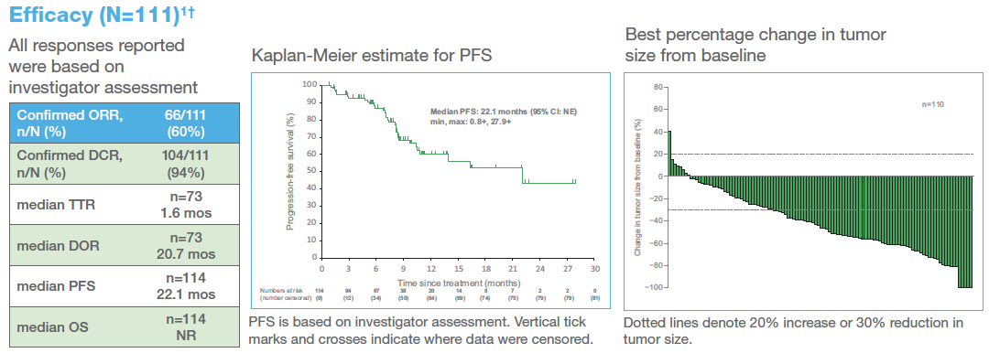 Efficacy (N=111)¹†
All responses reported
were based on
investigator assessment
Confirmed ORR, 66/111
n/N (%) (60%)
Confirmed DCR, 104/111
n/N (%) (94%)
median TTR n=73
1.6 mos
median DOR n=73
20.7 mos
median PFS n=114
22.1 mos
median OS n=114
NR
Kaplan-Meier estimate for PFS
Progression-free survival (%)
100
90
80
70
60
50
40
30
20
10
0
Median PFS: 22.1 months (95% CI: NE)
min, max: 0.8+, 27.9+
0 3 6 9 12 15 18 21 24 27 30
Time since treatment (months)
Numbers at risk 114 94 67 38 20 14 8 7 2 2 0
(number censored) (0) (12) (34) (50) (64) (69) (74) (75) (79) (79) (81)
PFS is based on investigator assessment. Vertical tick
marks and crosses indicate where data were censored.
Best percentage change in tumor
size from baseline
Change in tumor size from baseline (%)
80
60
40
20
0
−20
−40
−60
−80
−100
n=110
Dotted lines denote 20% increase or 30% reduction in
tumor size.